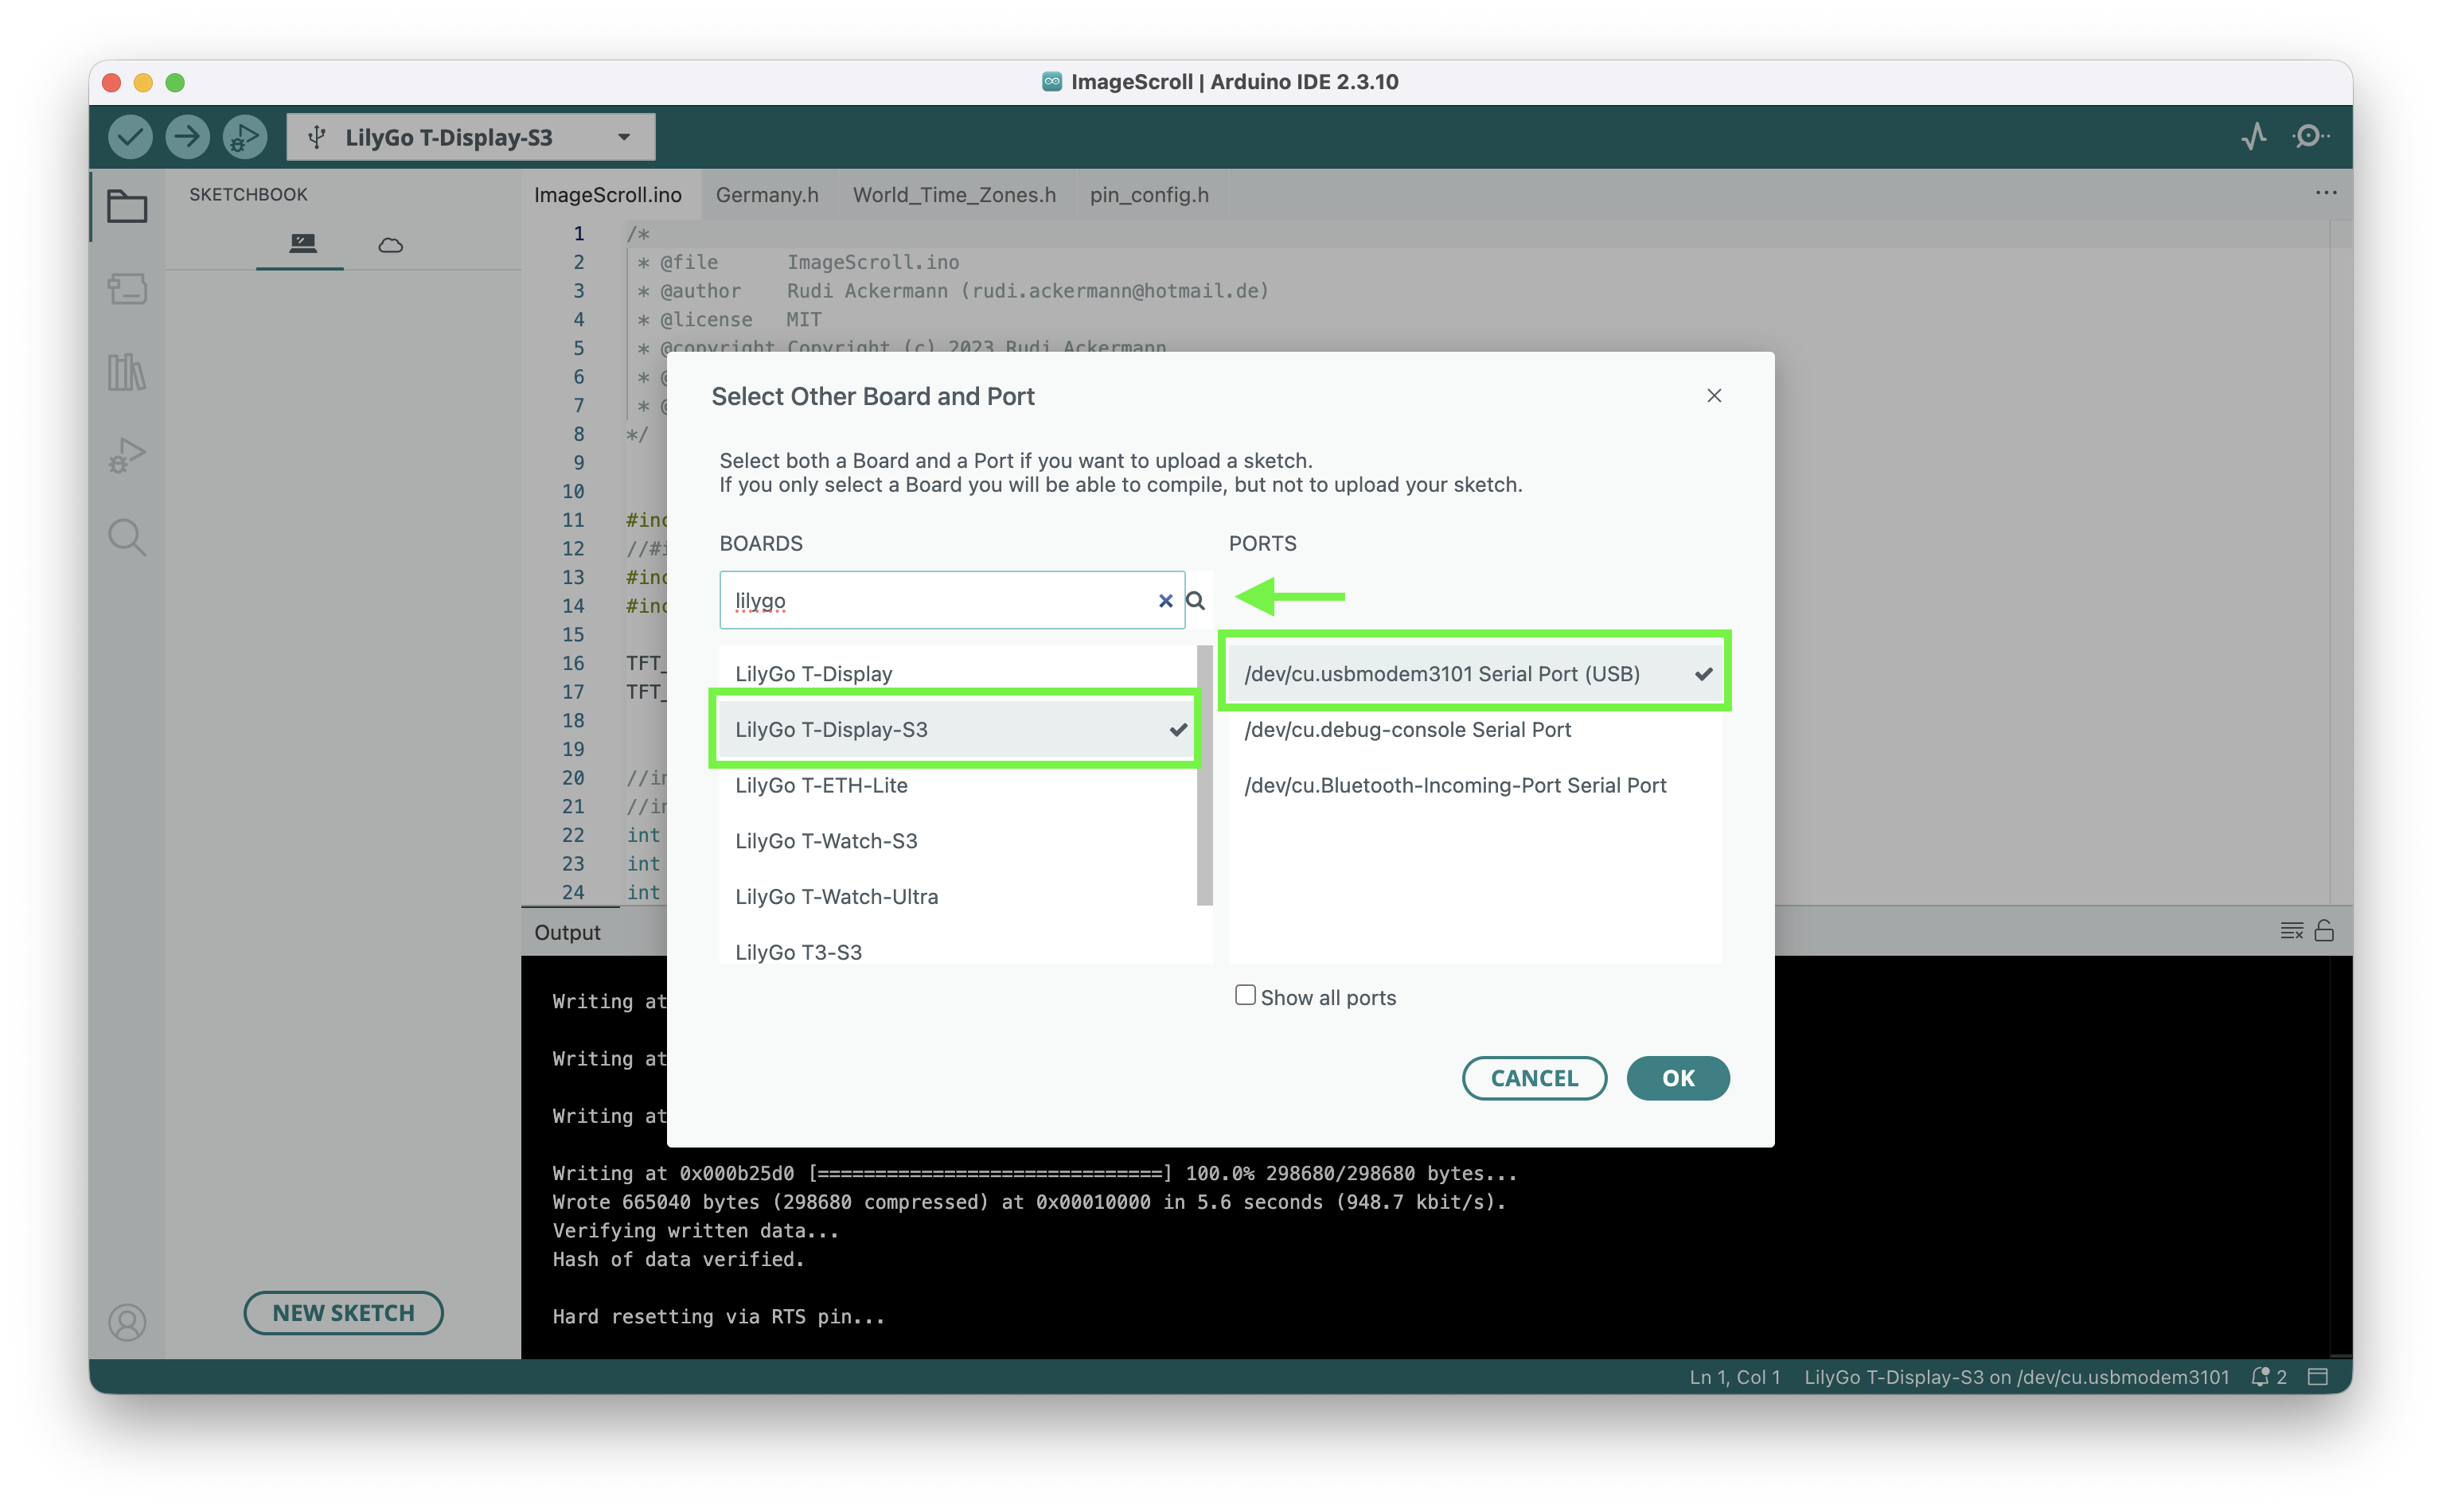 ImageScroll | Arduino IDE 2.3.10
LilyGo T-Display-S3
SKETCHBOOK
ImageScroll.ino
Germany.h
World_Time_Zones.h
pin_config.h
1 /*
2 * @file ImageScroll.ino
3 * @author Rudi Ackermann (rudi.ackermann@hotmail.de)
4 * @license MIT
5 * @copyright Copyright (c) 2023 Rudi Ackermann
6 *
7 *
8 */
9
10
11 #inc
12 //#i
13 #inc
14 #inc
15
16 TFT_
17 TFT_
18
19
20 //in
21 //in
22 int
23 int
24 int
Select Other Board and Port
Select both a Board and a Port if you want to upload a sketch.
If you only select a Board you will be able to compile, but not to upload your sketch.
BOARDS
lilygo
LilyGo T-Display
LilyGo T-Display-S3
LilyGo T-ETH-Lite
LilyGo T-Watch-S3
LilyGo T-Watch-Ultra
LilyGo T3-S3
PORTS
/dev/cu.usbmodem3101 Serial Port (USB)
/dev/cu.debug-console Serial Port
/dev/cu.Bluetooth-Incoming-Port Serial Port
Show all ports
CANCEL
OK
Output
Writing at
Writing at
Writing at
Writing at 0x000b25d0 [==============================] 100.0% 298680/298680 bytes...
Wrote 665040 bytes (298680 compressed) at 0x00010000 in 5.6 seconds (948.7 kbit/s).
Verifying written data...
Hash of data verified.
Hard resetting via RTS pin...
NEW SKETCH
Ln 1, Col 1
LilyGo T-Display-S3 on /dev/cu.usbmodem3101
2